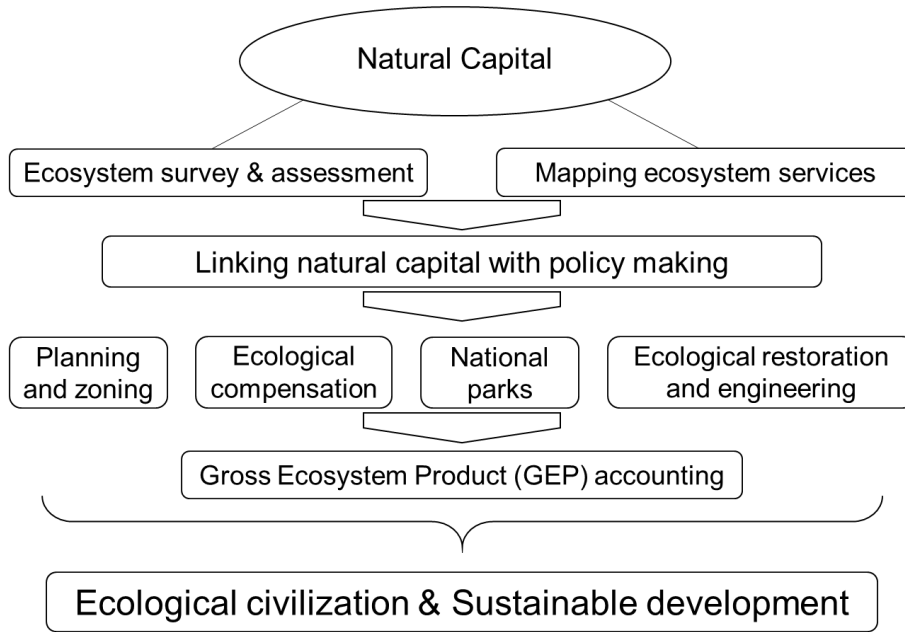 Natural Capital
Ecosystem survey & assessment
Mapping ecosystem services
Linking natural capital with policy making
Planning
and zoning
Ecological
compensation
National
parks
Ecological restoration
and engineering
Gross Ecosystem Product (GEP) accounting
Ecological civilization & Sustainable development